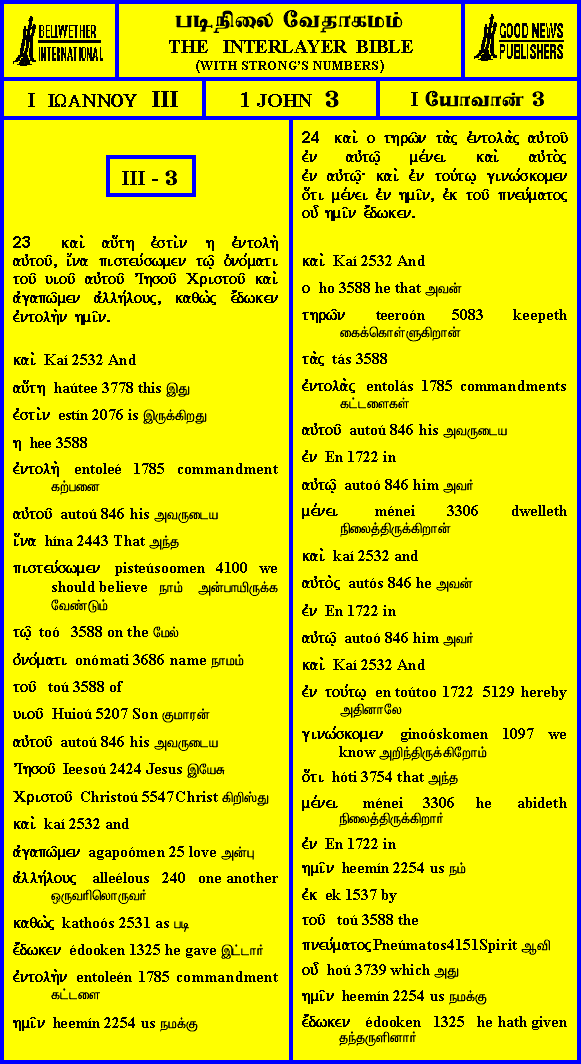 BELLWETHER
INTERNATIONAL
படிநிலை வேதாகமம்
THE INTERLAYER BIBLE
(WITH STRONG'S NUMBERS)
GOOD NEWS
PUBLISHERS
I ΙΩΑΝΝΟΥ III
1 JOHN 3
I யோவான் 3
III - 3
23 καὶ αὕτη ἐστὶν η ἐντολὴ
αὐτοῦ, ἵνα πιστεύσωμεν τῷ ὀνόματι
τοῦ υιοῦ αὐτοῦ Ἰησοῦ Χριστοῦ καὶ
ἀγαπῶμεν ἀλλήλους, καθὼς ἔδωκεν
ἐντολὴν ημῖν.
καὶ Kaí 2532 And
αὕτη haútee 3778 this இது
ἐστὶν estín 2076 is இருக்கிறது
η hee 3588
ἐντολὴ entoleé 1785 commandment
கற்பனை
αὐτοῦ autoú 846 his அவருடைய
ἵνα hína 2443 That அந்த
πιστεύσωμεν pisteúsoomen 4100 we
should believe நாம் அன்பாயிருக்க
வேண்டும்
τῷ toó 3588 on the மேல்
ὀνόματι onómati 3686 name நாமம்
τοῦ toú 3588 of
υιοῦ Huioú 5207 Son குமாரன்
αὐτοῦ autoú 846 his அவருடைய
Ἰησοῦ Ieesoú 2424 Jesus இயேசு
Χριστοῦ Christoú 5547 Christ கிறிஸ்து
καὶ kaí 2532 and
ἀγαπῶμεν agapoómen 25 love அன்பு
ἀλλήλους alleélous 240 one another
ஒருவரிலொருவர்
καθὼς kathoós 2531 as படி
ἔδωκεν édooken 1325 he gave இட்டார்
ἐντολὴν entoleén 1785 commandment
கட்டளை
ημῖν heemín 2254 us நமக்கு
24 καὶ ο τηρῶν τὰς ἐντολὰς αὐτοῦ
ἐν αὐτῷ μένει καὶ αὐτὸς
ἐν αὐτῷ· καὶ ἐν τούτῳ γινώσκομεν
ὅτι μένει ἐν ημῖν, ἐκ τοῦ πνεύματος
οὗ ημῖν ἔδωκεν.
καὶ Kaí 2532 And
ο ho 3588 he that அவன்
τηρῶν teeroón 5083 keepeth
கைக்கொள்ளுகிறான்
τὰς tás 3588
ἐντολὰς entolás 1785 commandments
கட்டளைகள்
αὐτοῦ autoú 846 his அவருடைய
ἐν En 1722 in
αὐτῷ autoó 846 him அவர்
μένει ménei 3306 dwelleth
நிலைத்திருக்கிறான்
καὶ kaí 2532 and
αὐτὸς autós 846 he அவன்
ἐν En 1722 in
αὐτῷ autoó 846 him அவர்
καὶ Kaí 2532 And
ἐν τούτῳ en toútoo 1722 5129 hereby
அதினாலே
γινώσκομεν ginoóskomen 1097 we
know அறிந்திருக்கிறோம்
ὅτι hóti 3754 that அந்த
μένει ménei 3306 he abideth
நிலைத்திருக்கிறார்
ἐν En 1722 in
ημῖν heemín 2254 us நம்
ἐκ ek 1537 by
τοῦ toú 3588 the
πνεύματος Pneúmatos4151Spirit ஆவி
οὗ hoú 3739 which அது
ημῖν heemín 2254 us நமக்கு
ἔδωκεν édooken 1325 he hath given
தந்தருளினார்